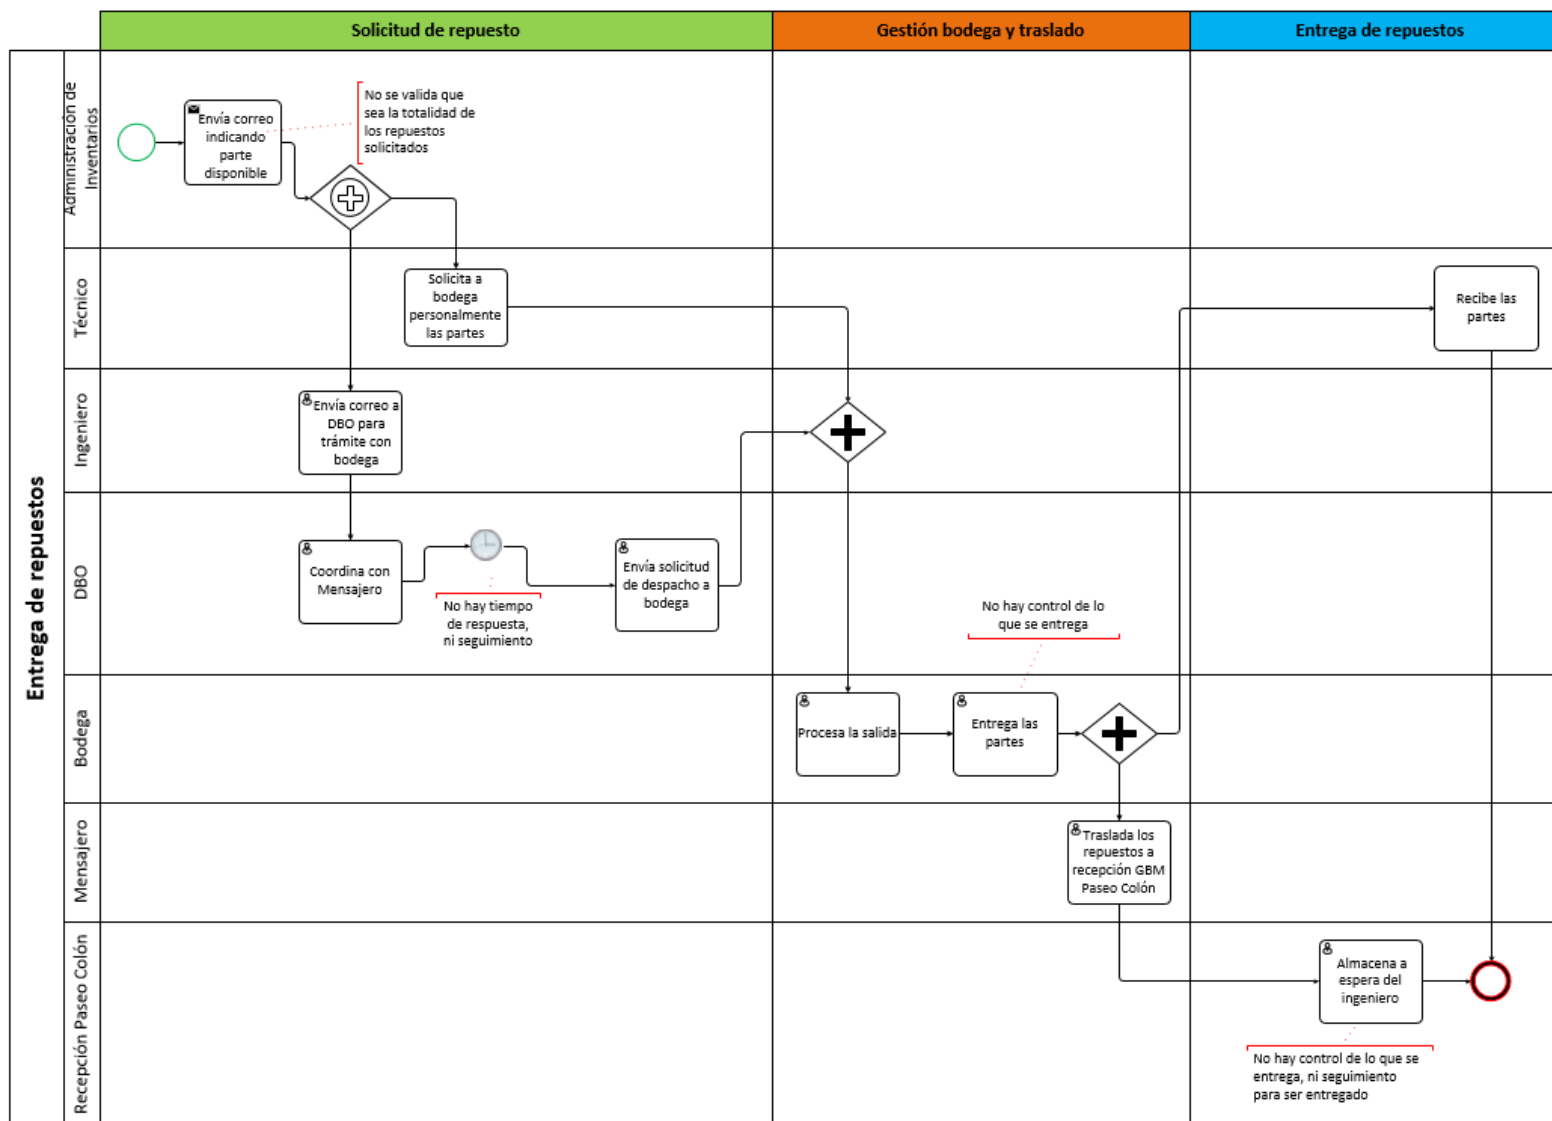 Solicitud de repuesto
Gestión bodega y traslado
Entrega de repuestos
Entrega de repuestos
Administración de
Inventarios
Envía correo
indicando
parte
disponible
No se valida que
sea la totalidad de
los repuestos
solicitados
Técnico
Solicita a
bodega
personalmente
las partes
Recibe las
partes
Ingeniero
Envía correo a
DBO para
trámite con
bodega
DBO
Coordina con
Mensajero
No hay tiempo
de respuesta,
ni seguimiento
Envía solicitud
de despacho a
bodega
No hay control de lo
que se entrega
Bodega
Procesa la salida
Entrega las
partes
Mensajero
Traslada los
repuestos a
recepción GBM
Paseo Colón
Recepción Paseo Colón
Almacena a
espera del
ingeniero
No hay control de lo que se
entrega, ni seguimiento
para ser entregado